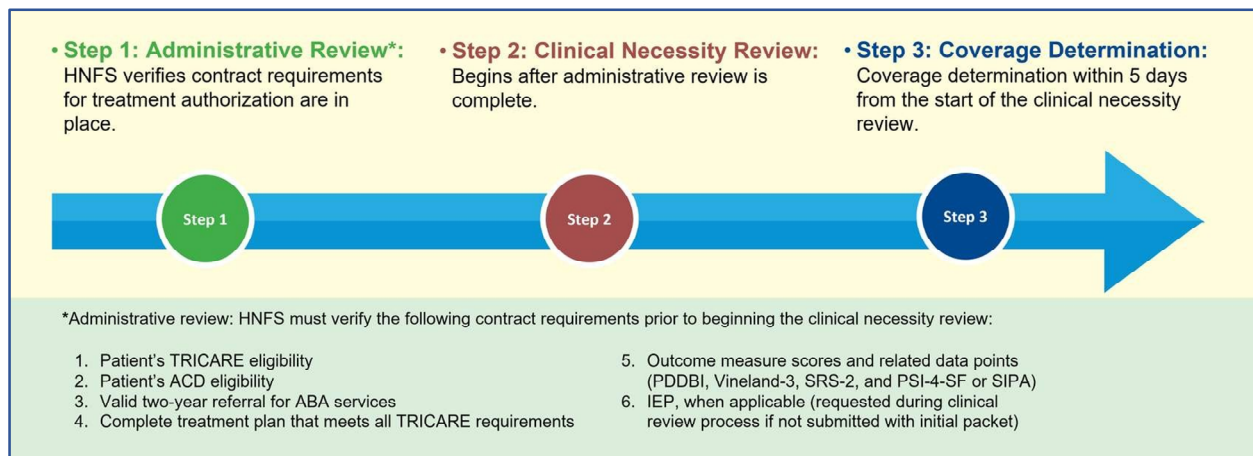 • Step 1: Administrative Review*:
HNFS verifies contract requirements
for treatment authorization are in
place.
• Step 2: Clinical Necessity Review:
Begins after administrative review is
complete.
• Step 3: Coverage Determination:
Coverage determination within 5 days
from the start of the clinical necessity
review.
Step 1
Step 2
Step 3
*Administrative review: HNFS must verify the following contract requirements prior to beginning the clinical necessity review:
1. Patient’s TRICARE eligibility
2. Patient’s ACD eligibility
3. Valid two-year referral for ABA services
4. Complete treatment plan that meets all TRICARE requirements
5. Outcome measure scores and related data points
(PDDBI, Vineland-3, SRS-2, and PSI-4-SF or SIPA)
6. IEP, when applicable (requested during clinical
review process if not submitted with initial packet)